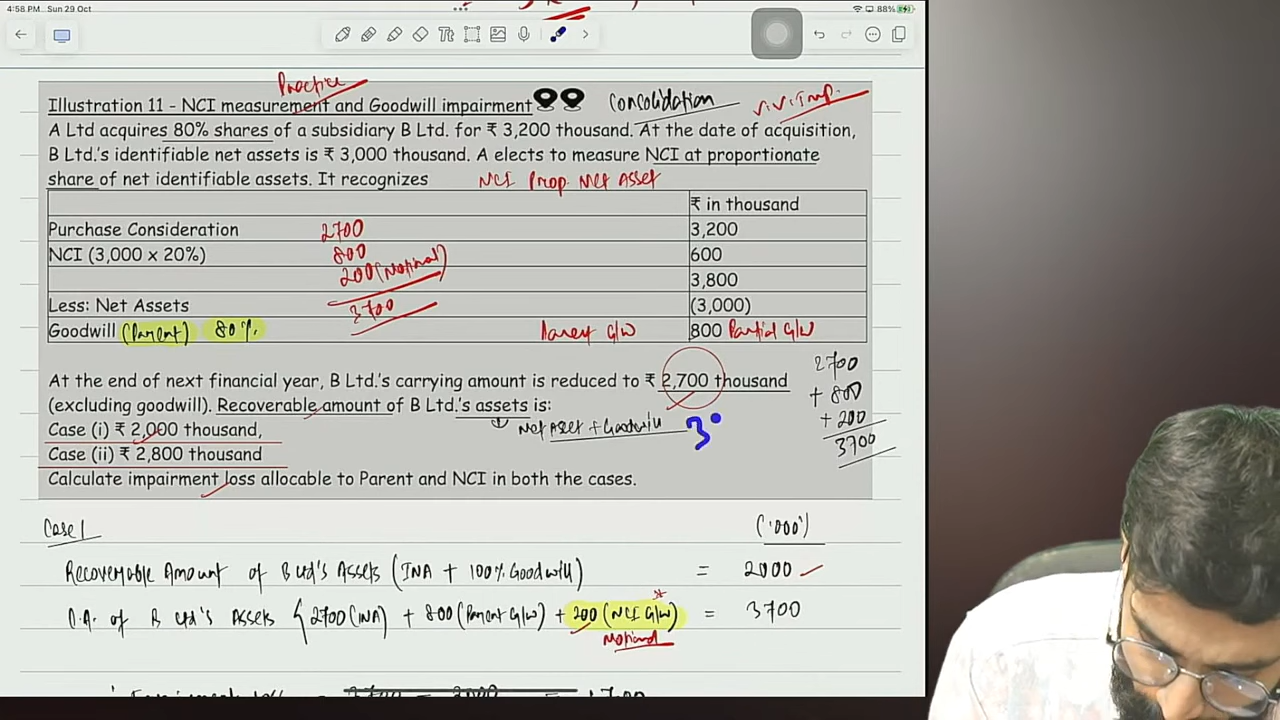 4:58 PM Sun 29 Oct
88%
Practice
Illustration 11 - NCI measurement and Goodwill impairment Consolidation V.V.Imp.
A Ltd acquires 80% shares of a subsidiary B Ltd. for ₹ 3,200 thousand. At the date of acquisition,
B Ltd.'s identifiable net assets is ₹ 3,000 thousand. A elects to measure NCI at proportionate
share of net identifiable assets. It recognizes NCI Prop. Net Asset
₹ in thousand
Purchase Consideration 2700 3,200
NCI (3,000 x 20%) 800 600
200 (Notional) 3,800
Less: Net Assets 3700 (3,000)
Goodwill (Parent) 80% Parent G/W 800 Partial G/W
At the end of next financial year, B Ltd.'s carrying amount is reduced to ₹ 2,700 thousand
(excluding goodwill). Recoverable amount of B Ltd.'s assets is:
Net Asset + Goodwill 3
Case (i) ₹ 2,000 thousand,
Case (ii) ₹ 2,800 thousand
Calculate impairment loss allocable to Parent and NCI in both the cases.
2700
+ 800
+ 200
3700
Case 1 ('000')
Recoverable Amount of B Ltd's Assets (INA + 100% Goodwill) = 2000
C.A. of B Ltd's Assets {2700 (INA) + 800 (Parent G/W) + 200 (NCI G/W) = 3700
Notional